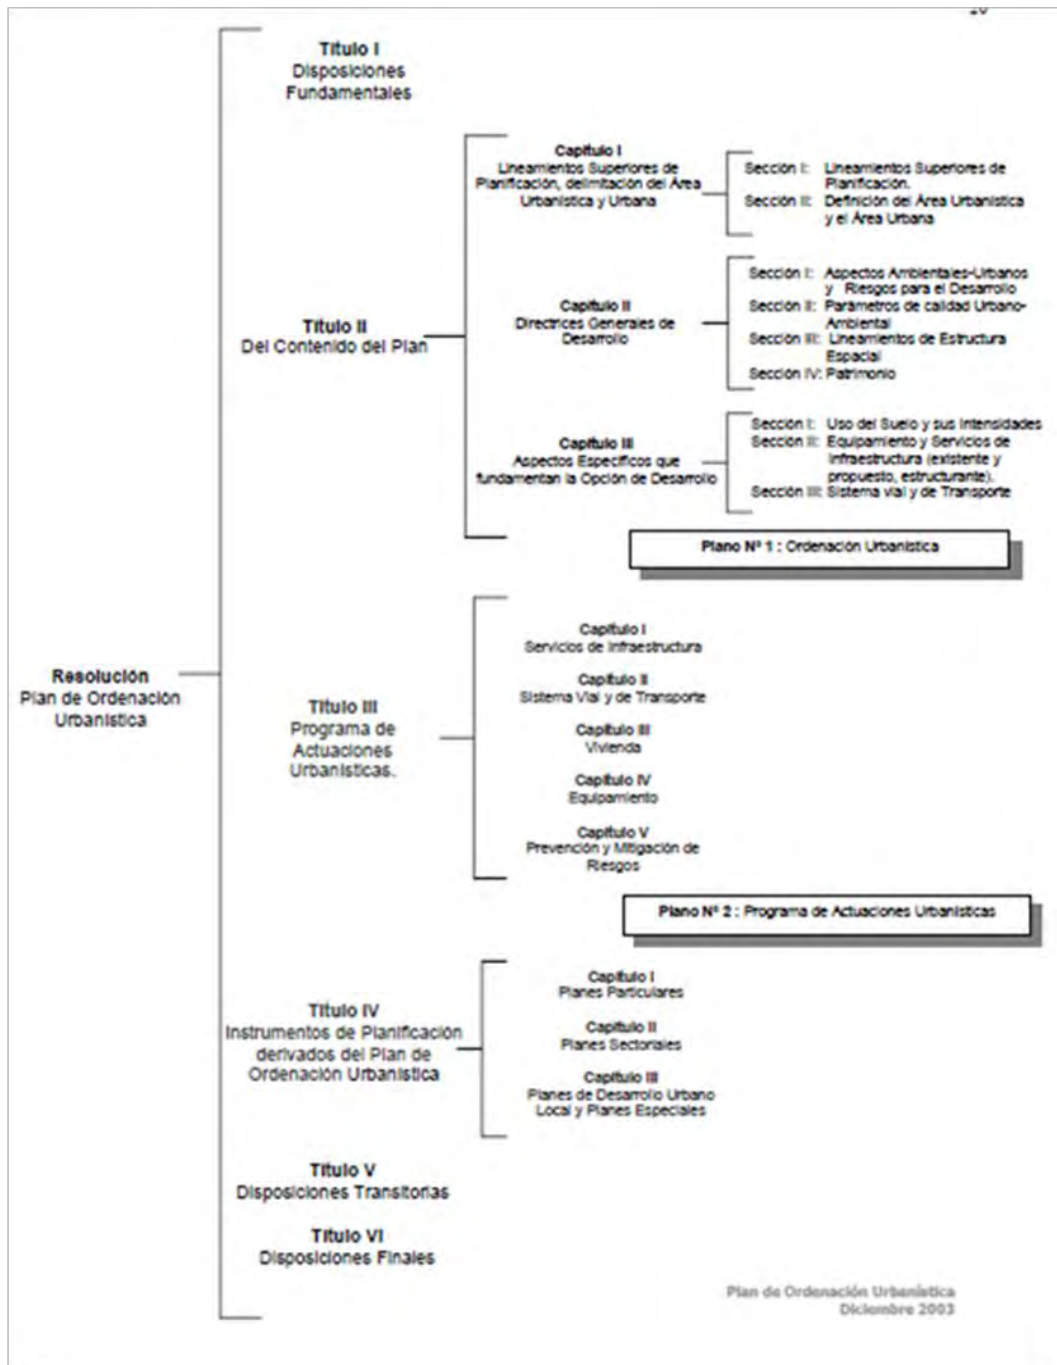 Título I
Disposiciones
Fundamentales
Capítulo I
Lineamientos Superiores de
Planificación, delimitación del Área
Urbanística y Urbana
Sección I: Lineamientos Superiores de
Planificación.
Sección II: Definición del Área Urbanística
y el Área Urbana
Título II
Del Contenido del Plan
Capítulo II
Directrices Generales de
Desarrollo
Sección I: Aspectos Ambientales-Urbanos
y Riesgos para el Desarrollo
Sección II: Parámetros de calidad Urbano-
Ambiental
Sección III: Lineamientos de Estructura
Espacial
Sección IV: Patrimonio
Capítulo III
Aspectos Específicos que
fundamentan la Opción de Desarrollo
Sección I: Uso del Suelo y sus Intensidades
Sección II: Equipamiento y Servicios de
Infraestructura (existente y
propuesto, estructurante).
Sección III: Sistema vial y de Transporte
Plano Nº 1 : Ordenación Urbanística
Resolución
Plan de Ordenación
Urbanística
Título III
Programa de
Actuaciones
Urbanísticas.
Capítulo I
Servicios de Infraestructura
Capítulo II
Sistema Vial y de Transporte
Capítulo III
Vivienda
Capítulo IV
Equipamiento
Capítulo V
Prevención y Mitigación de
Riesgos
Plano Nº 2 : Programa de Actuaciones Urbanísticas
Título IV
Instrumentos de Planificación
derivados del Plan de
Ordenación Urbanística
Capítulo I
Planes Particulares
Capítulo II
Planes Sectoriales
Capítulo III
Planes de Desarrollo Urbano
Local y Planes Especiales
Título V
Disposiciones Transitorias
Título VI
Disposiciones Finales
Plan de Ordenación Urbanística
Diciembre 2003